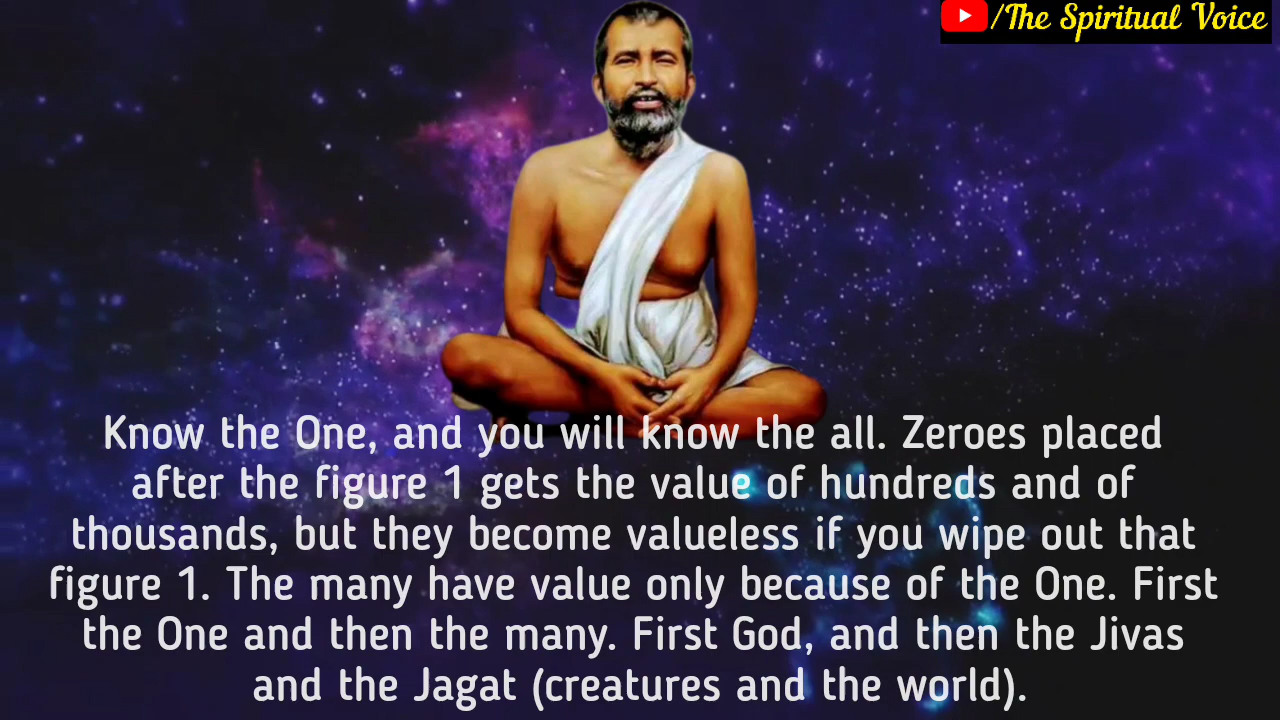 /The Spiritual Voice
Know the One, and you will know the all. Zeroes placed
after the figure 1 gets the value of hundreds and of
thousands, but they become valueless if you wipe out that
figure 1. The many have value only because of the One. First
the One and then the many. First God, and then the Jivas
and the Jagat (creatures and the world).